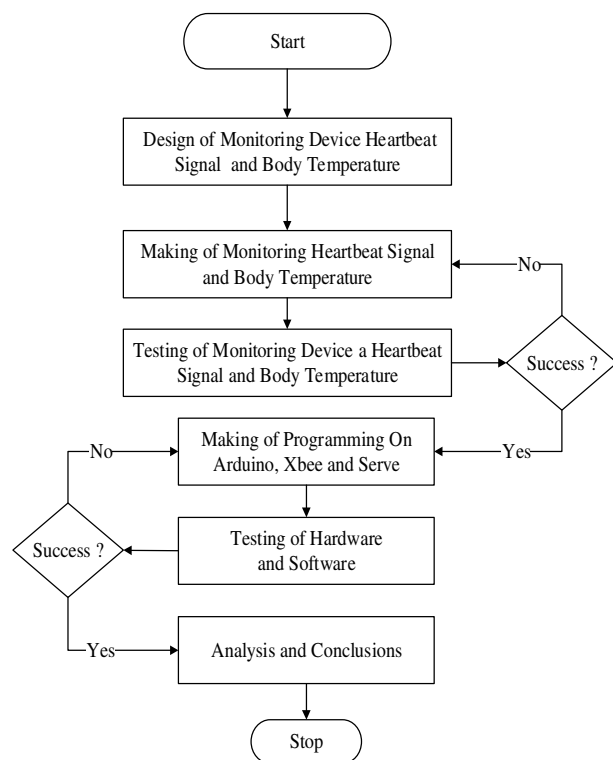 Start
Design of Monitoring Device Heartbeat
Signal and Body Temperature
Making of Monitoring Heartbeat Signal
and Body Temperature
No
Testing of Monitoring Device a Heartbeat
Signal and Body Temperature
Success ?
Making of Programming On
Arduino, Xbee and Serve
Yes
No
Testing of Hardware
and Software
Success ?
Yes
Analysis and Conclusions
Stop